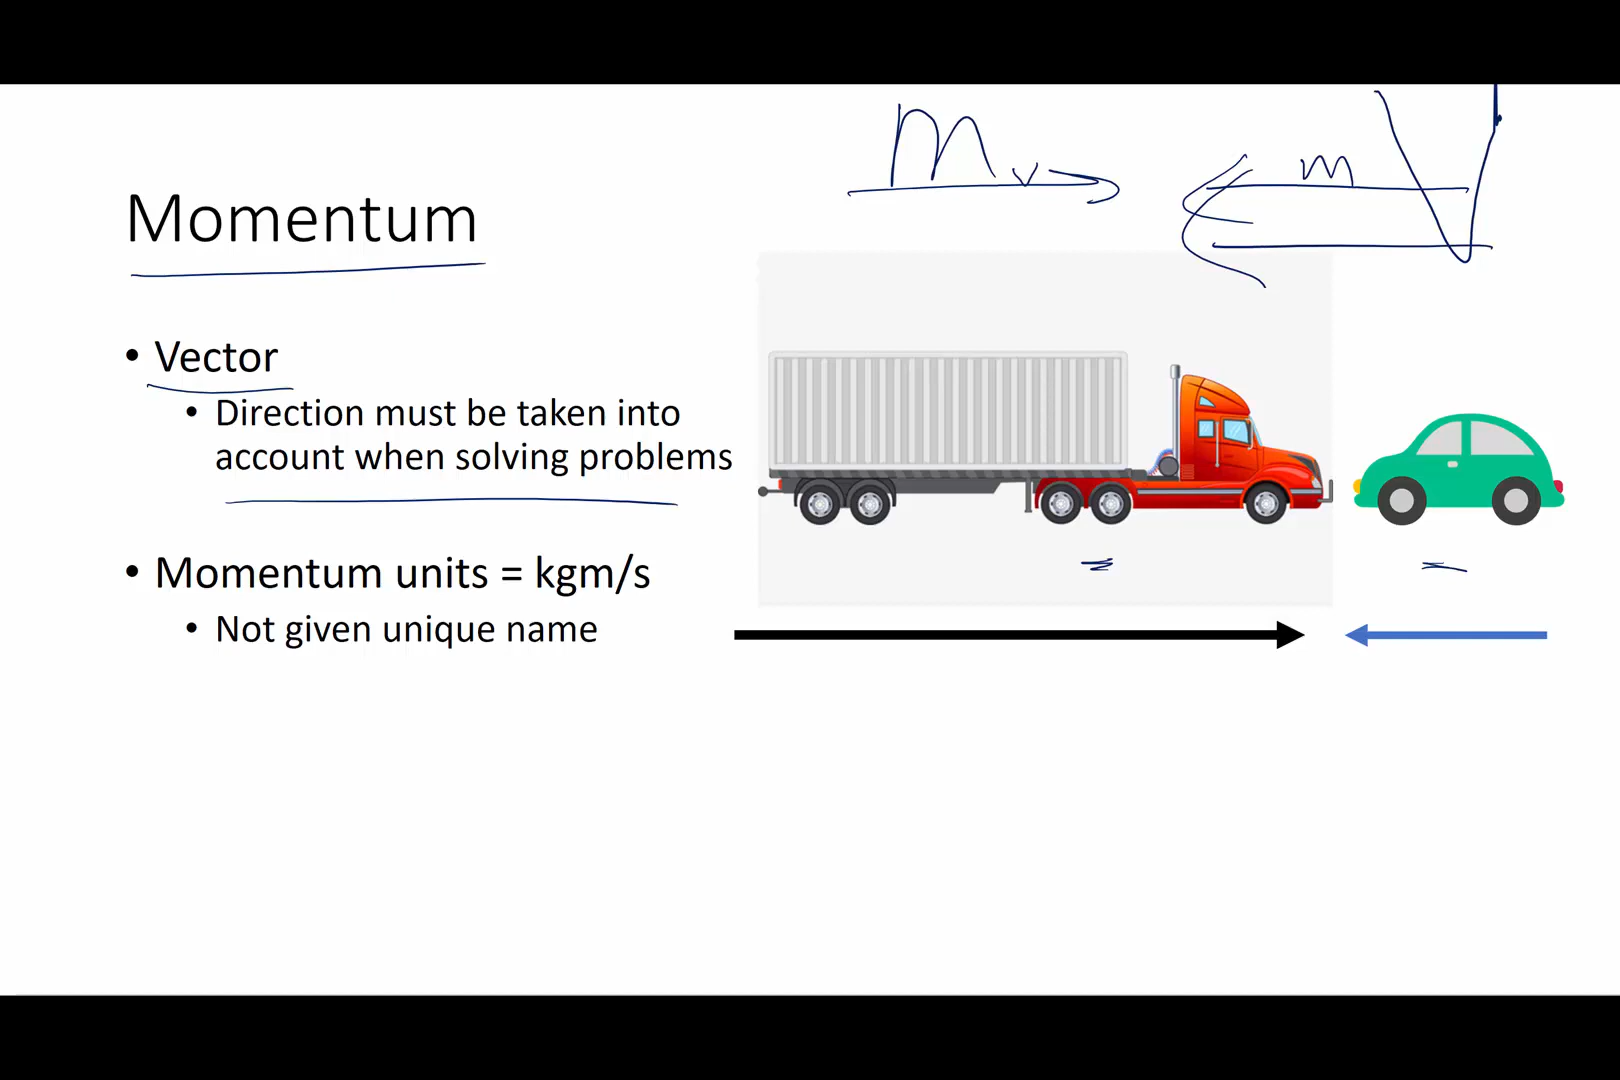 M v
m V
Momentum
• Vector
• Direction must be taken into
account when solving problems
• Momentum units = kgm/s
• Not given unique name